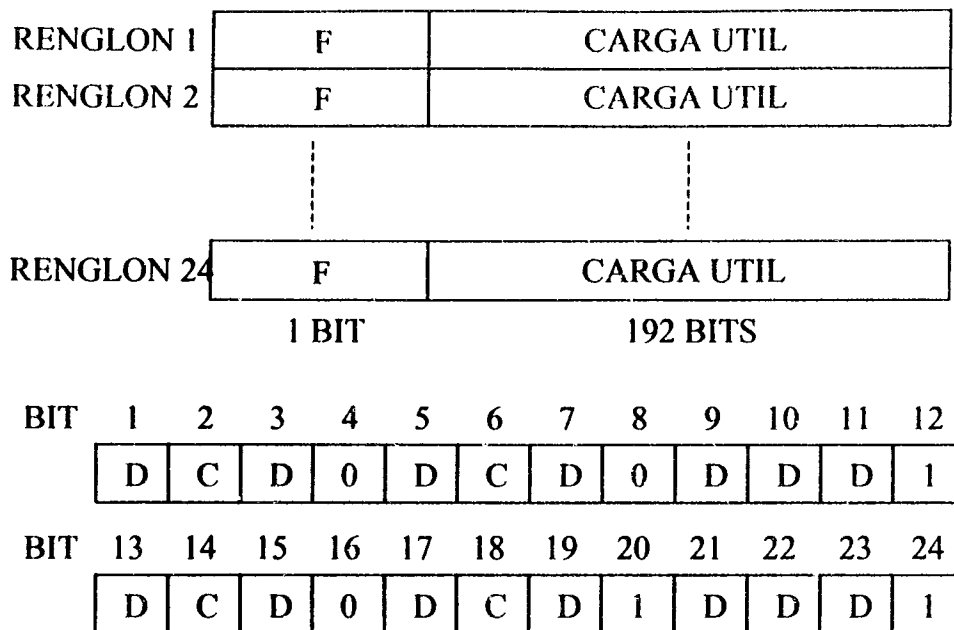 RENGLON 1 F CARGA UTIL
RENGLON 2 F CARGA UTIL
RENGLON 24 F CARGA UTIL
1 BIT 192 BITS
BIT 1 2 3 4 5 6 7 8 9 10 11 12
D C D 0 D C D 0 D D D 1
BIT 13 14 15 16 17 18 19 20 21 22 23 24
D C D 0 D C D 1 D D D 1